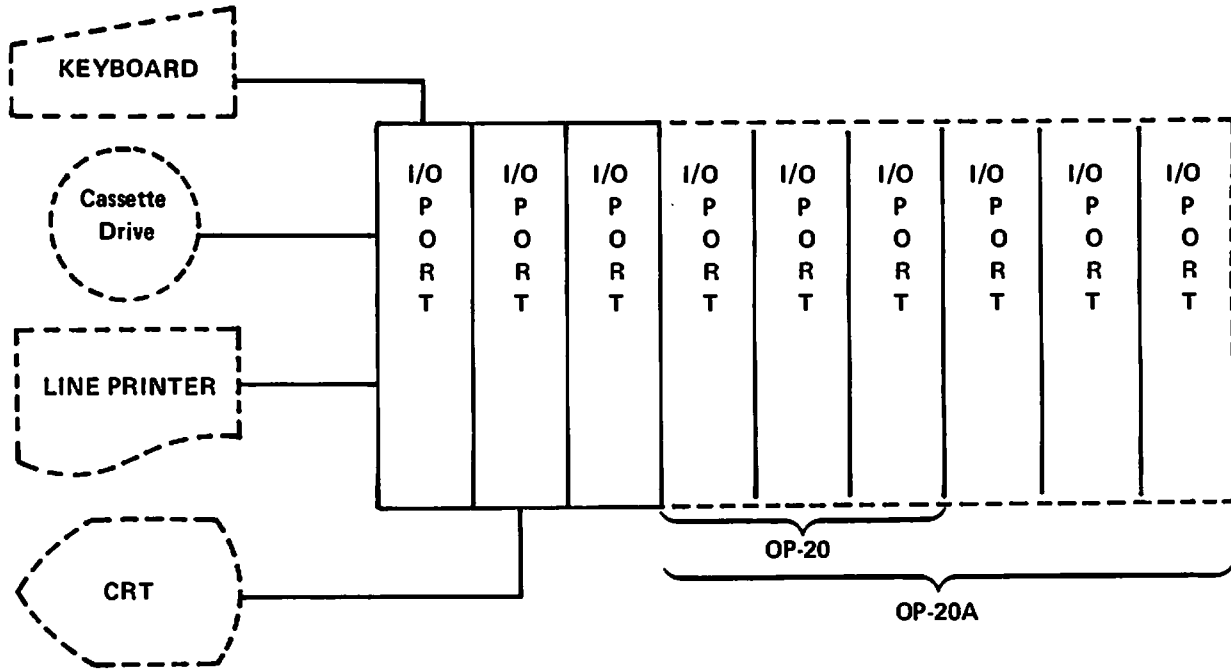 KEYBOARD
Cassette
Drive
LINE PRINTER
CRT
I/O
P
O
R
T
I/O
P
O
R
T
I/O
P
O
R
T
I/O
P
O
R
T
I/O
P
O
R
T
I/O
P
O
R
T
I/O
P
O
R
T
I/O
P
O
R
T
I/O
P
O
R
T
OP-20
OP-20A